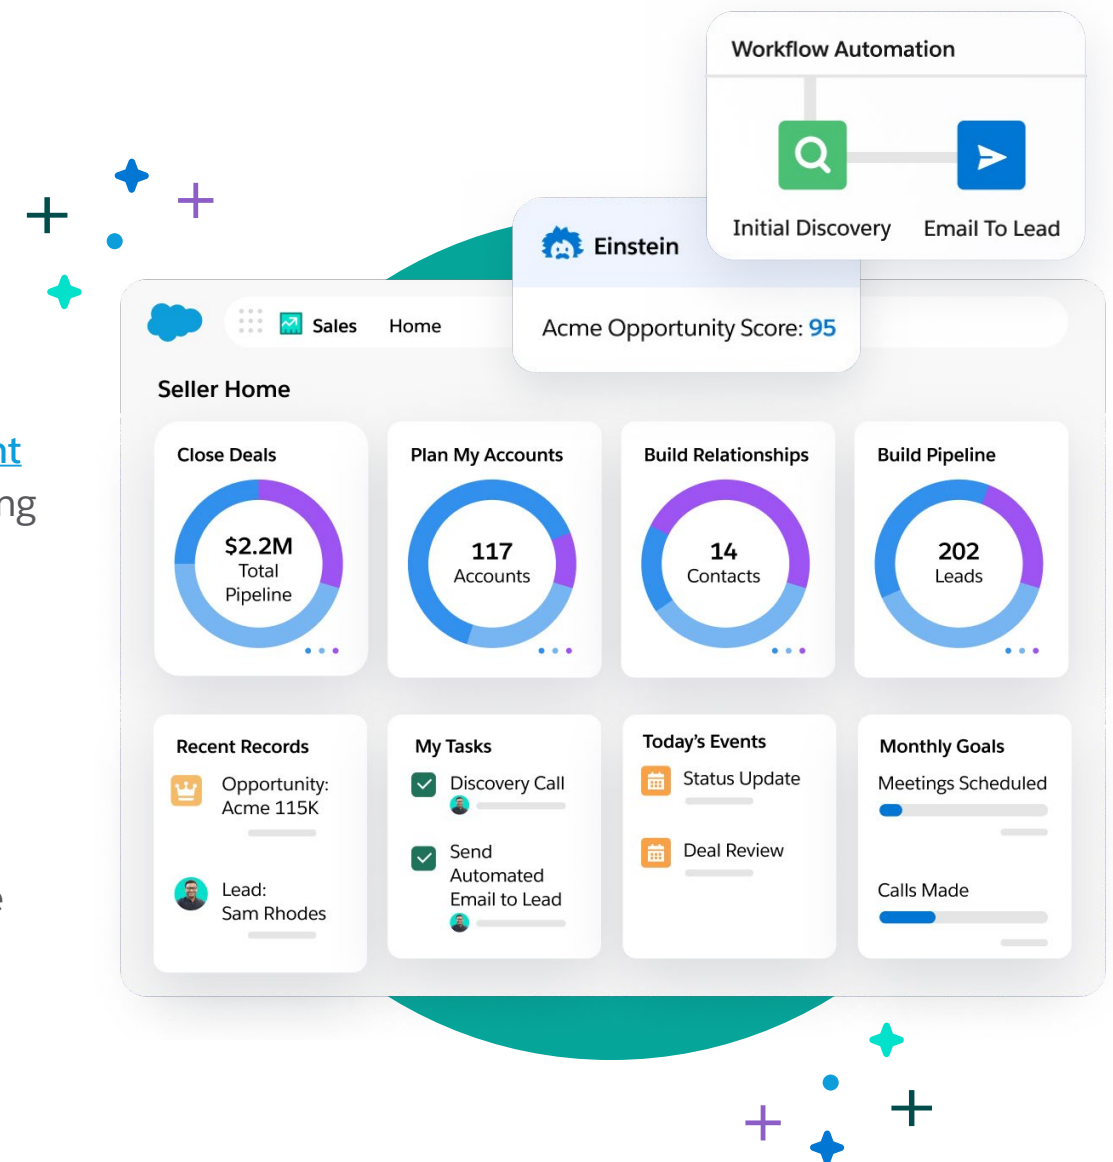 Workflow Automation
Initial Discovery
Email To Lead
Einstein
Acme Opportunity Score: 95
Sales
Home
Seller Home
nt
ng
e
Close Deals
$2.2M
Total
Pipeline
Plan My Accounts
117
Accounts
Build Relationships
14
Contacts
Build Pipeline
202
Leads
Recent Records
Opportunity:
Acme 115K
Lead:
Sam Rhodes
My Tasks
Discovery Call
Send
Automated
Email to Lead
Today's Events
Status Update
Deal Review
Monthly Goals
Meetings Scheduled
Calls Made